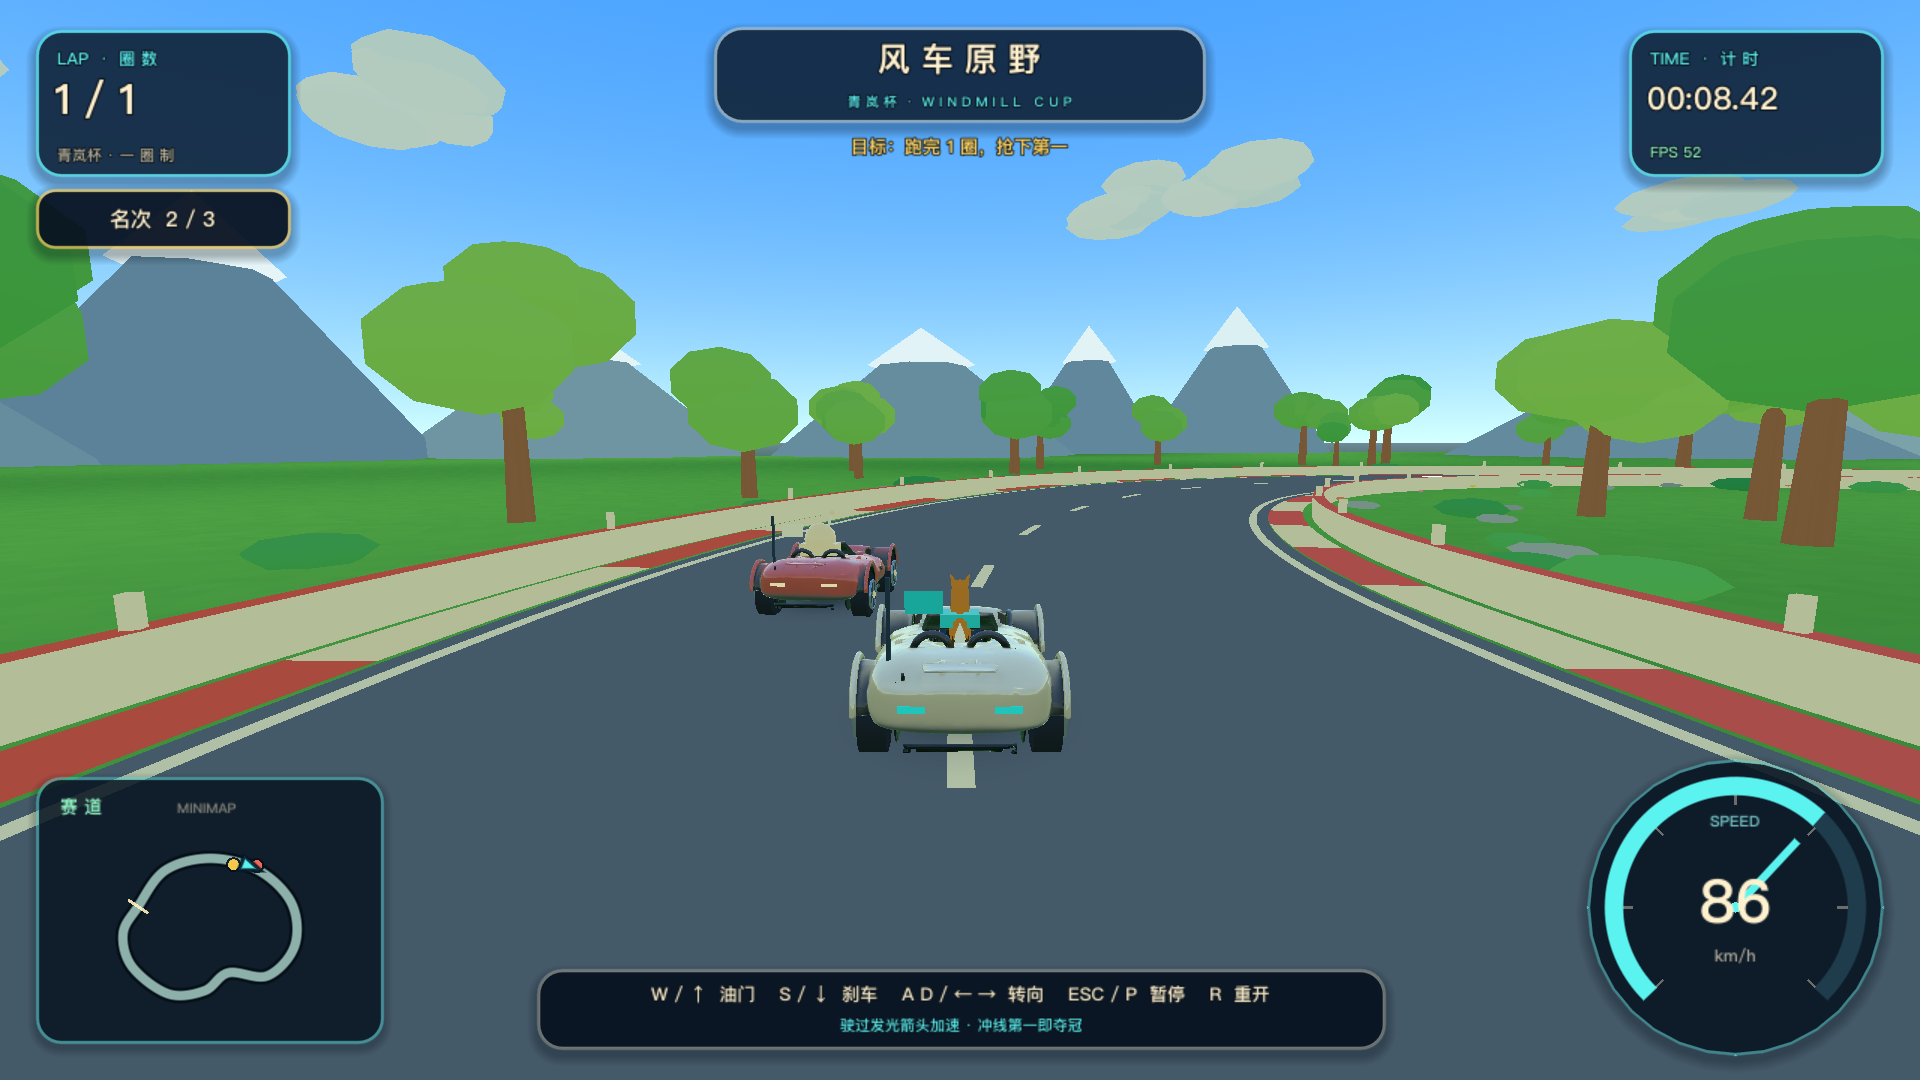 LAP · 圈数
1 / 1
青岚杯 · 一圈制
名次 2 / 3
风车原野
青岚杯 · WINDMILL CUP
目标：跑完 1 圈，抢下第一
TIME · 计时
00:08.42
FPS 52
赛道 MINIMAP
SPEED
86
km/h
W / ↑ 油门 S / ↓ 刹车 A D / ← → 转向 ESC / P 暂停 R 重开
驶过发光箭头加速 · 冲线第一即夺冠